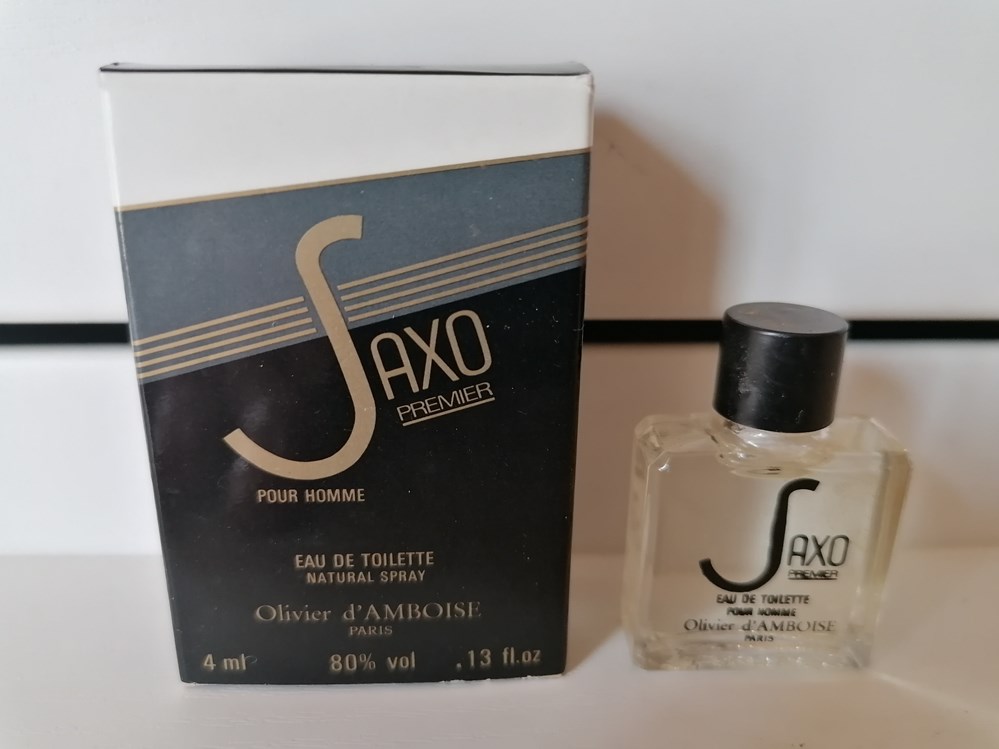 SAXO
PREMIER
POUR HOMME
EAU DE TOILETTE
NATURAL SPRAY
Olivier d'AMBOISE
PARIS
4 ml 80% vol .13 fl.oz
SAXO
PREMIER
EAU DE TOILETTE
POUR HOMME
Olivier d'AMBOISE
PARIS